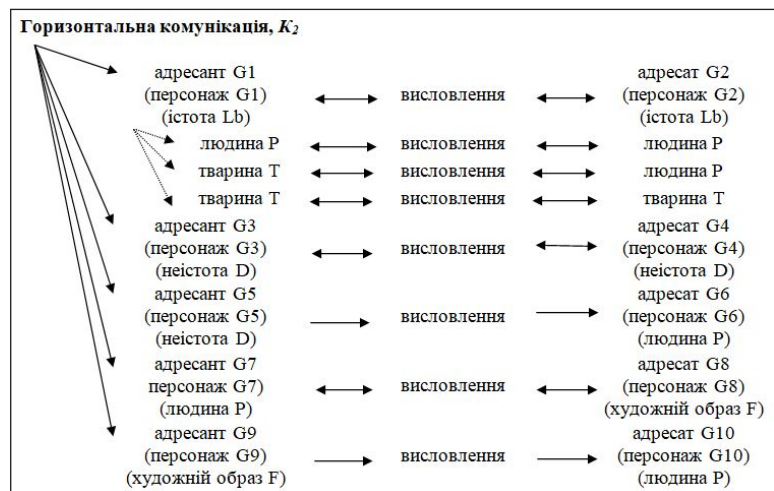 Горизонтальна комунікація, K₂
адресант G1 адресат G2
(персонаж G1) висловлення (персонаж G2)
(істота Lb) (істота Lb)
людина Р висловлення людина Р
тварина Т висловлення людина Р
тварина Т висловлення тварина Т
адресант G3 адресат G4
(персонаж G3) висловлення (персонаж G4)
(неістота D) (неістота D)
адресант G5 адресат G6
(персонаж G5) висловлення (персонаж G6)
(неістота D) (людина Р)
адресант G7 адресат G8
персонаж G7) висловлення (персонаж G8)
(людина Р) (художній образ F)
адресант G9 адресат G10
(персонаж G9) висловлення (персонаж G10)
(художній образ F) (людина Р)